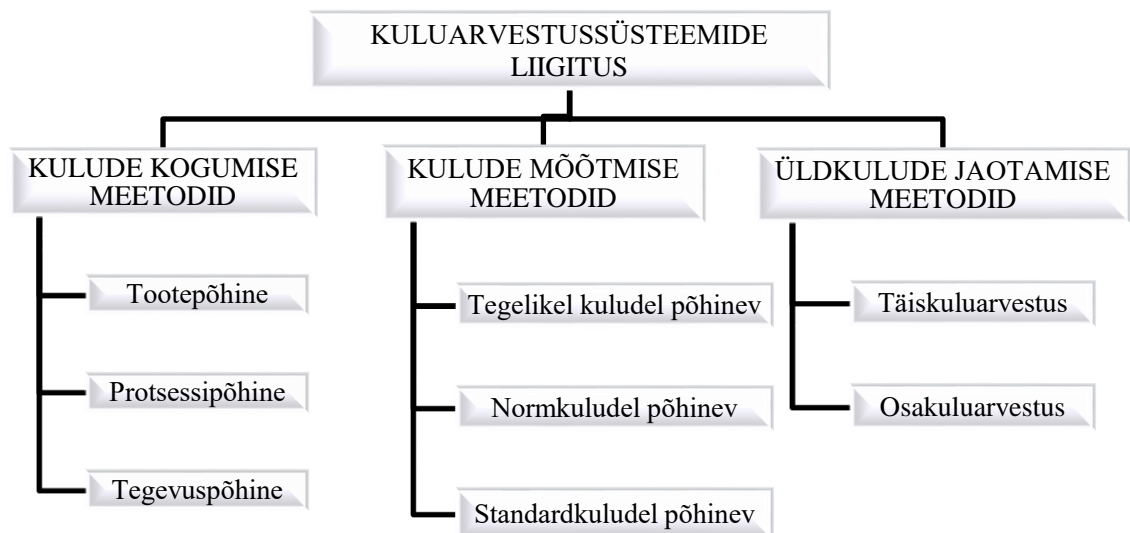 KULUARVESTUSSÜSTEEMIDE
LIIGITUS
KULUDE KOGUMISE
MEETODID
Tootepõhine
Protsessipõhine
Tegevuspõhine
KULUDE MÕÕTMISE
MEETODID
Tegelikel kuludel põhinev
Normkuludel põhinev
Standardkuludel põhinev
ÜLDKULUDE JAOTAMISE
MEETODID
Täiskuluarvestus
Osakuluarvestus